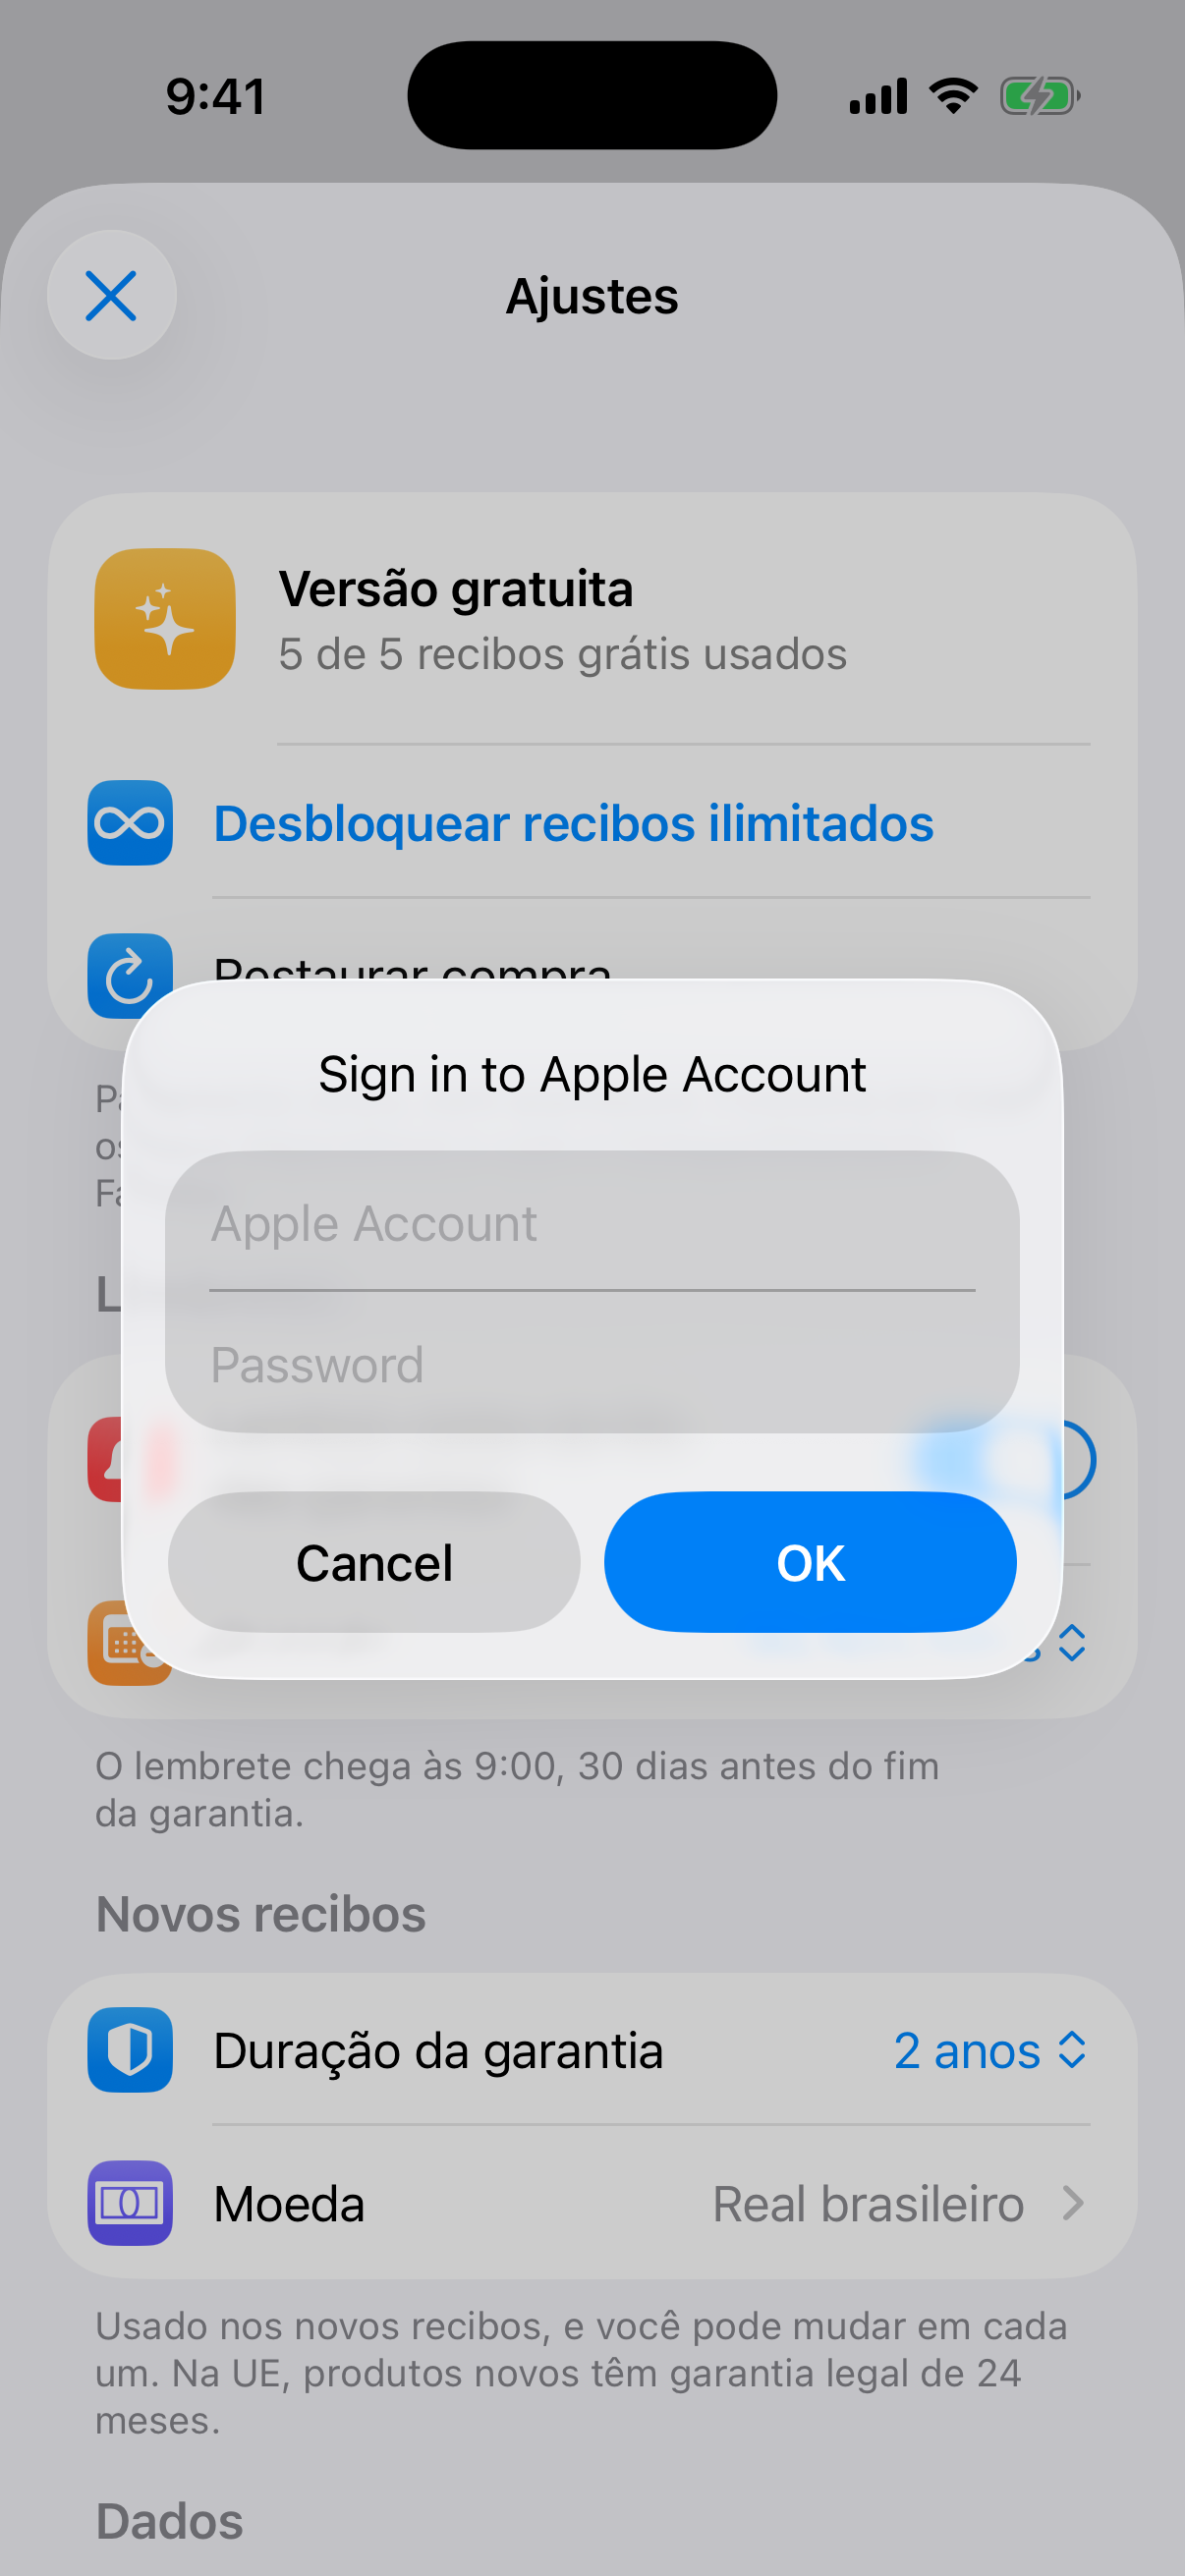 9:41
Ajustes
Versão gratuita
5 de 5 recibos grátis usados
Desbloquear recibos ilimitados
Restaurar compra
Sign in to Apple Account
Apple Account
Password
Cancel
OK
O lembrete chega às 9:00, 30 dias antes do fim
da garantia.
Novos recibos
Duração da garantia
2 anos
Moeda
Real brasileiro
Usado nos novos recibos, e você pode mudar em cada
um. Na UE, produtos novos têm garantia legal de 24
meses.
Dados